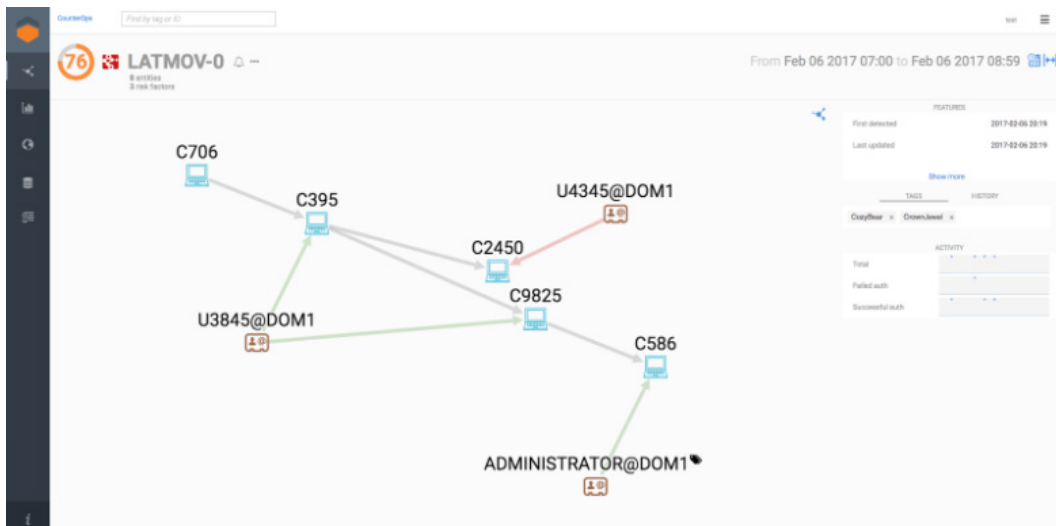 CounterOps
Find by tag or ID
test
76
LATMOV-0
8 entities
3 risk factors
From Feb 06 2017 07:00 to Feb 06 2017 08:59
FEATURES
First detected 2017-02-06 20:19
Last updated 2017-02-06 20:19
Show more
TAGS HISTORY
CozyBear x CrownJewel x
ACTIVITY
Total
Failed auth
Successful auth
C706
C395
U4345@DOM1
C2450
C9825
U3845@DOM1
C586
ADMINISTRATOR@DOM1